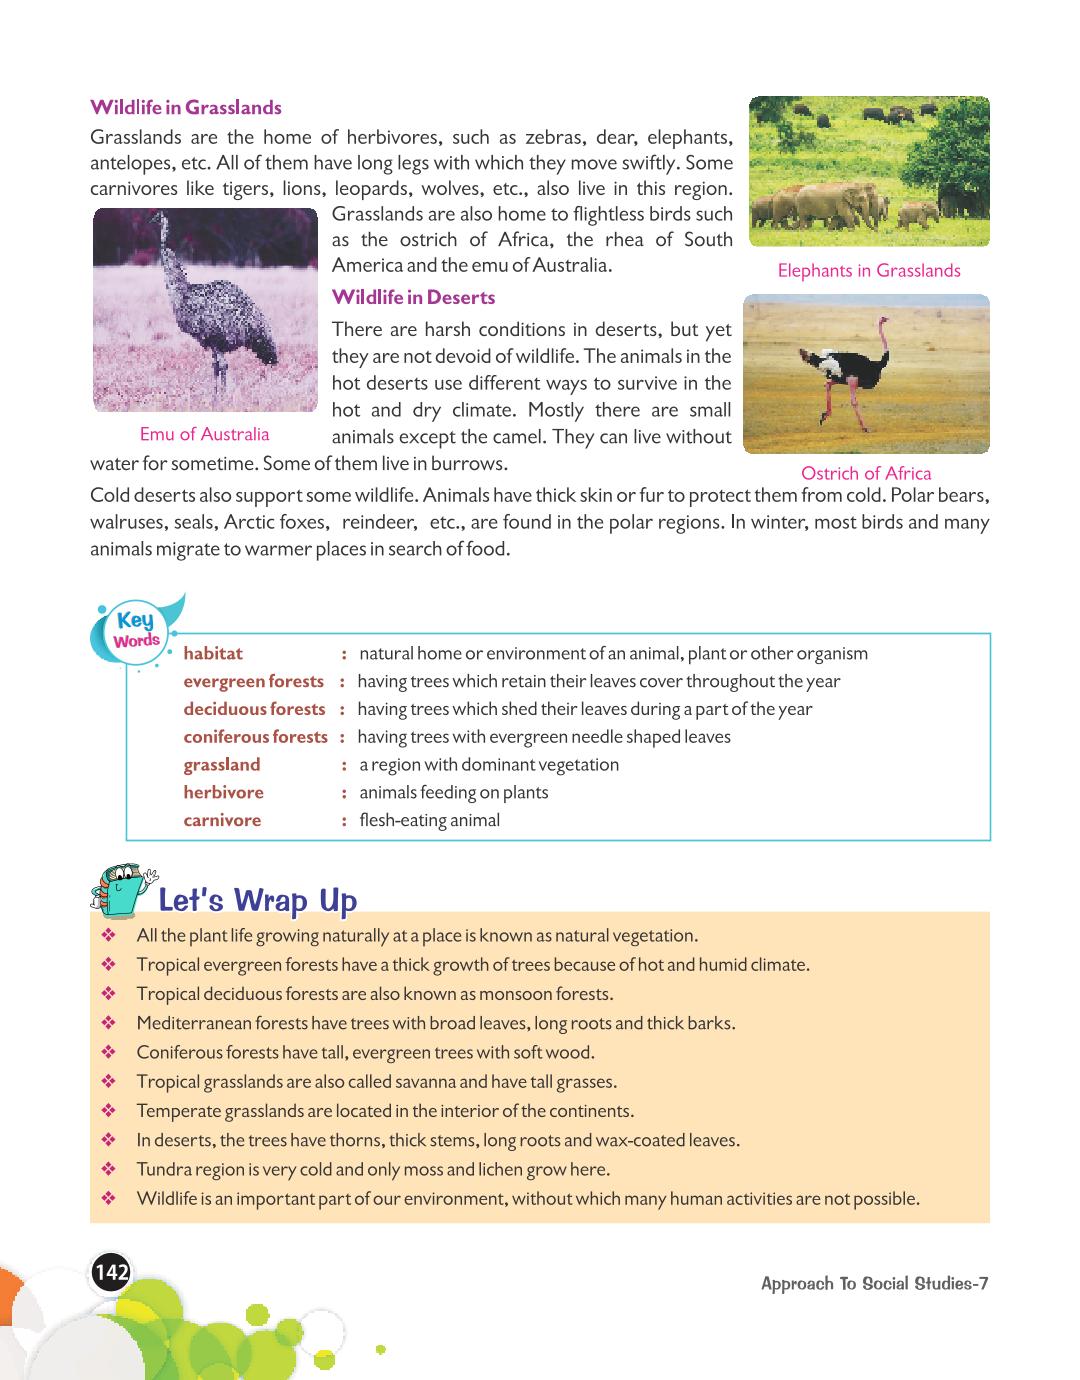 Wildlife in Grasslands
Grasslands are the home of herbivores, such as zebras, dear, elephants,
antelopes, etc. All of them have long legs with which they move swiftly. Some
carnivores like tigers, lions, leopards, wolves, etc., also live in this region.
Grasslands are also home to flightless birds such
as the ostrich of Africa, the rhea of South
America and the emu of Australia.
Elephants in Grasslands
Wildlife in Deserts
There are harsh conditions in deserts, but yet
they are not devoid of wildlife. The animals in the
hot deserts use different ways to survive in the
hot and dry climate. Mostly there are small
animals except the camel. They can live without
Emu of Australia
water for sometime. Some of them live in burrows.
Ostrich of Africa
Cold deserts also support some wildlife. Animals have thick skin or fur to protect them from cold. Polar bears,
walruses, seals, Arctic foxes, reindeer, etc., are found in the polar regions. In winter, most birds and many
animals migrate to warmer places in search of food.
Key
Words
habitat : natural home or environment of an animal, plant or other organism
evergreen forests : having trees which retain their leaves cover throughout the year
deciduous forests : having trees which shed their leaves during a part of the year
coniferous forests : having trees with evergreen needle shaped leaves
grassland : a region with dominant vegetation
herbivore : animals feeding on plants
carnivore : flesh-eating animal
Let's Wrap Up
❖ All the plant life growing naturally at a place is known as natural vegetation.
❖ Tropical evergreen forests have a thick growth of trees because of hot and humid climate.
❖ Tropical deciduous forests are also known as monsoon forests.
❖ Mediterranean forests have trees with broad leaves, long roots and thick barks.
❖ Coniferous forests have tall, evergreen trees with soft wood.
❖ Tropical grasslands are also called savanna and have tall grasses.
❖ Temperate grasslands are located in the interior of the continents.
❖ In deserts, the trees have thorns, thick stems, long roots and wax-coated leaves.
❖ Tundra region is very cold and only moss and lichen grow here.
❖ Wildlife is an important part of our environment, without which many human activities are not possible.
142
Approach To Social Studies-7